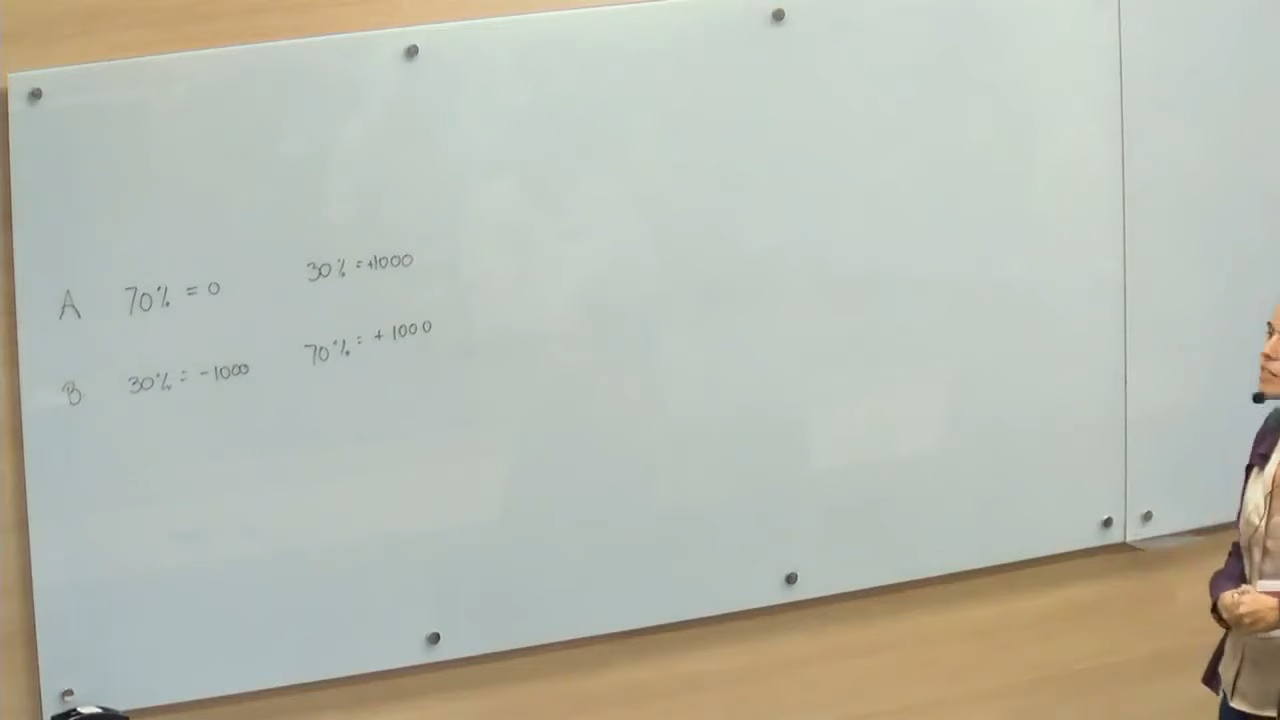 A 70% = 0 30% = +1000
B 30% = -1000 70% = +1000